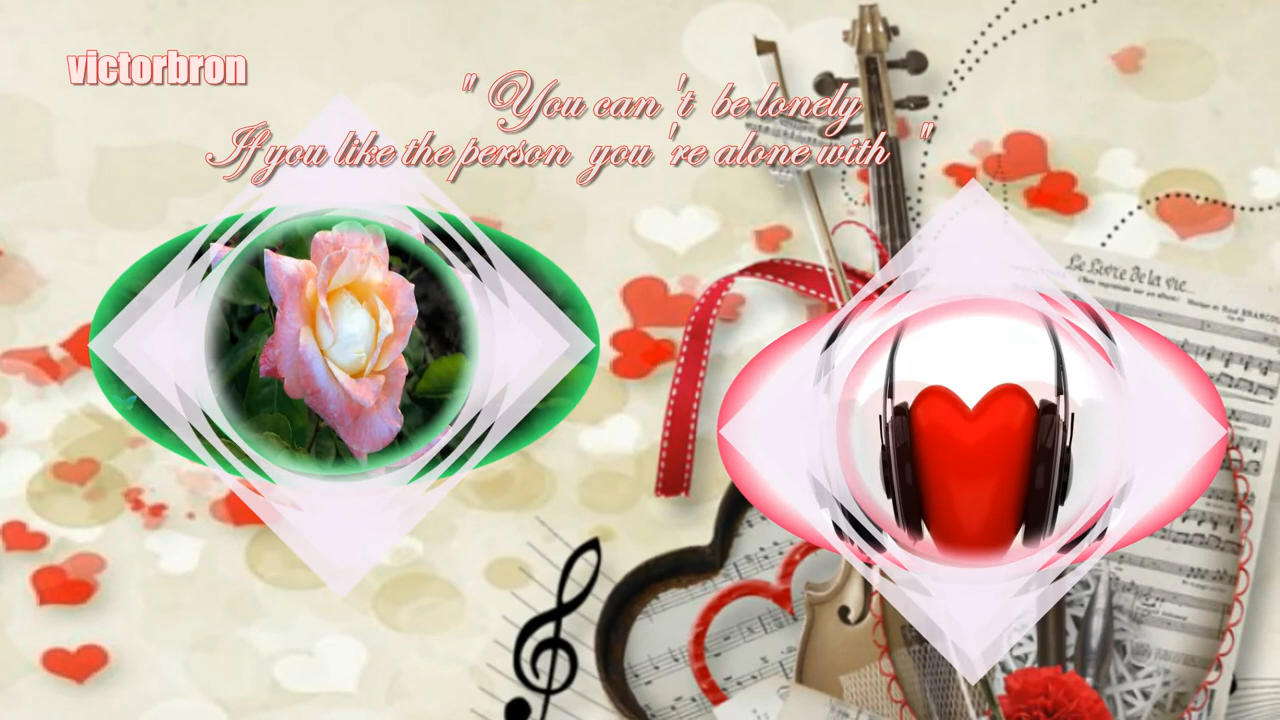 victorbron
" You can 't be lonely
If you like the person you 're alone with "
Le Livre de la vie...